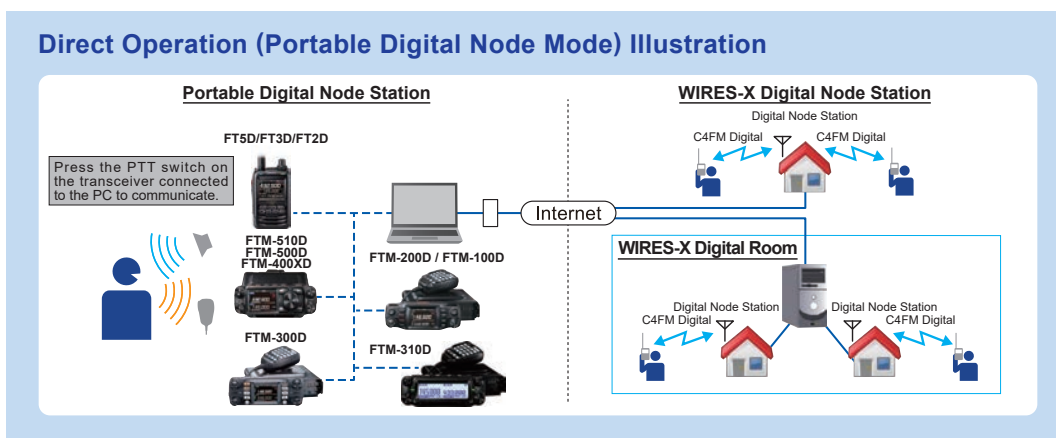 Direct Operation (Portable Digital Node Mode) Illustration
Portable Digital Node Station
FT5D/FT3D/FT2D
Press the PTT switch on
the transceiver connected
to the PC to communicate.
FTM-510D
FTM-500D
FTM-400XD
FTM-200D / FTM-100D
FTM-300D
FTM-310D
Internet
WIRES-X Digital Node Station
Digital Node Station
C4FM Digital
C4FM Digital
WIRES-X Digital Room
Digital Node Station
C4FM Digital
Digital Node Station
C4FM Digital